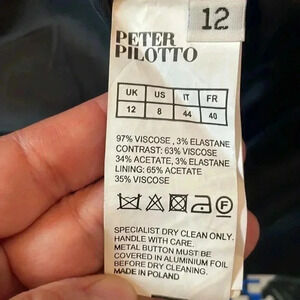 12
PETER
PILOTTO
UK US IT FR
12 8 44 40
97% VISCOSE, 3% ELASTANE
CONTRAST: 63% VISCOSE
34% ACETATE, 3% ELASTANE
LINING: 65% ACETATE
35% VISCOSE
SPECIALIST DRY CLEAN ONLY.
HANDLE WITH CARE.
METAL BUTTON MUST BE
COVERED IN ALUMINIUM FOIL
BEFORE DRY CLEANING.
MADE IN POLAND